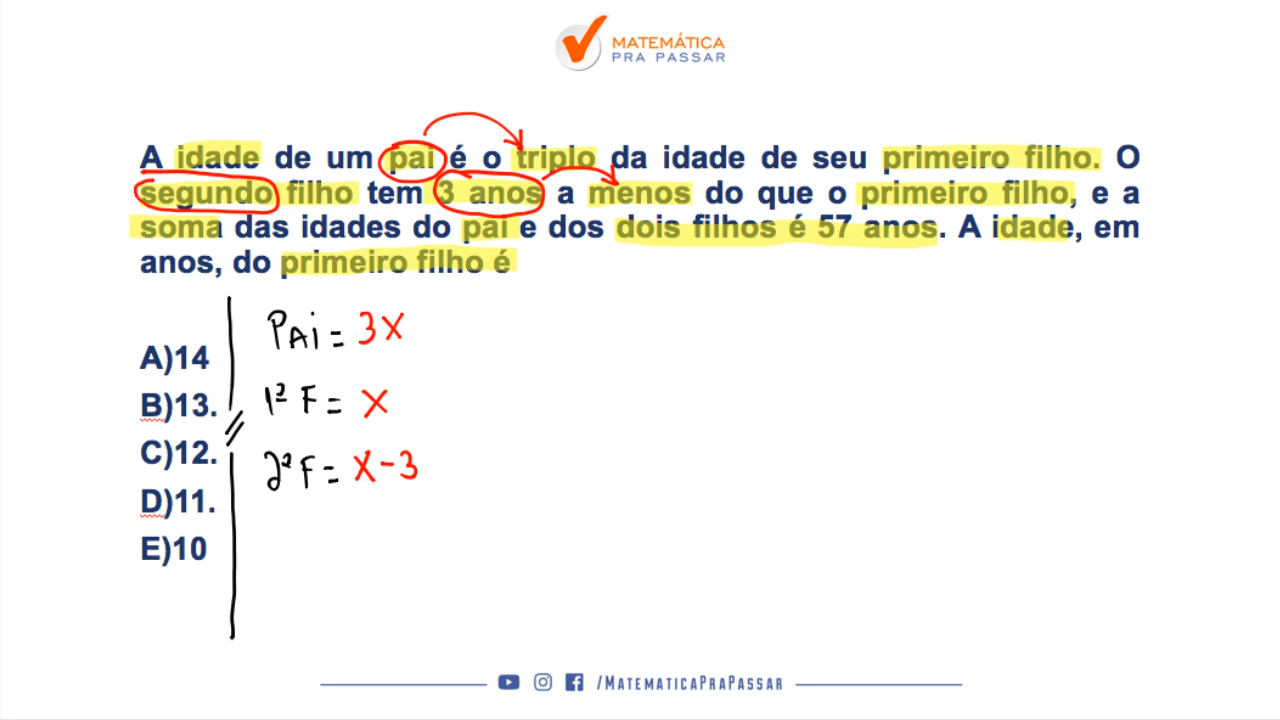 MATEMÁTICA
PRA PASSAR
A idade de um pai é o triplo da idade de seu primeiro filho. O
segundo filho tem 3 anos a menos do que o primeiro filho, e a
soma das idades do pai e dos dois filhos é 57 anos. A idade, em
anos, do primeiro filho é
A)14
B)13.
C)12.
D)11.
E)10
PAi = 3X
1º F = X
2º F = X-3
/MATEMATICAPRAPASSAR